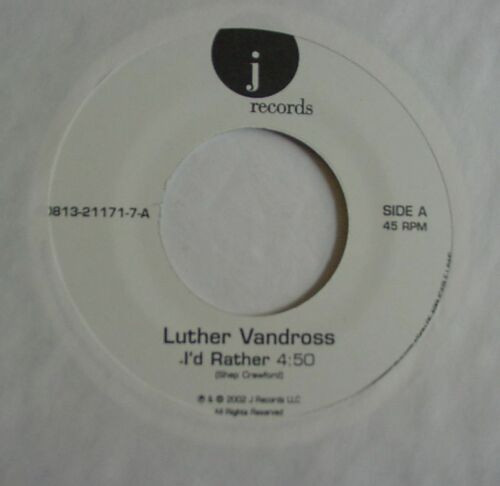 j
records
0813-21171-7-A
SIDE A
45 RPM
Luther Vandross
I'd Rather 4:50
(Shep Crawford)
℗ & © 2002 J Records LLC
All Rights Reserved